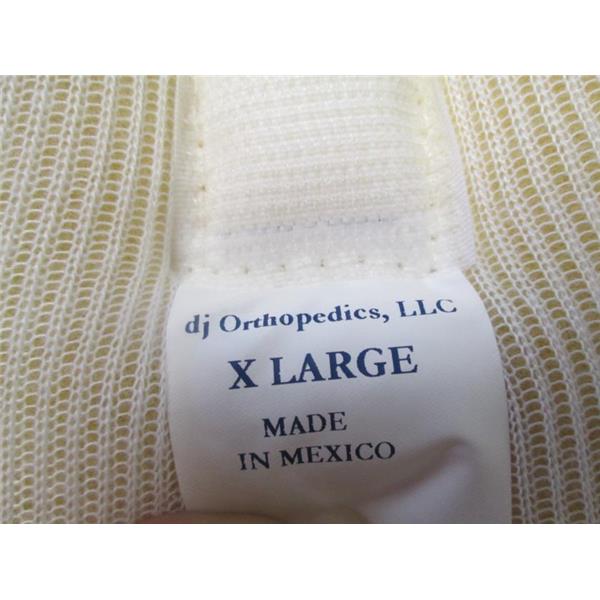 dj Orthopedics, LLC
X LARGE
MADE
IN MEXICO